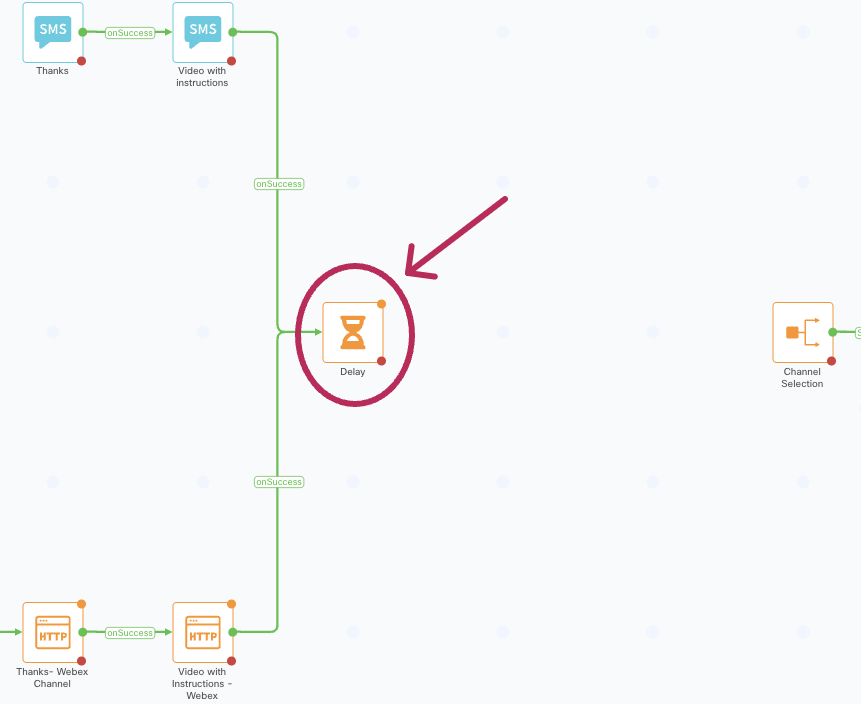 SMS
onSuccess
SMS
Thanks
Video with
instructions
onSuccess
Delay
Channel
Selection
onSuccess
HTTP
onSuccess
HTTP
Thanks- Webex
Channel
Video with
Instructions -
Webex